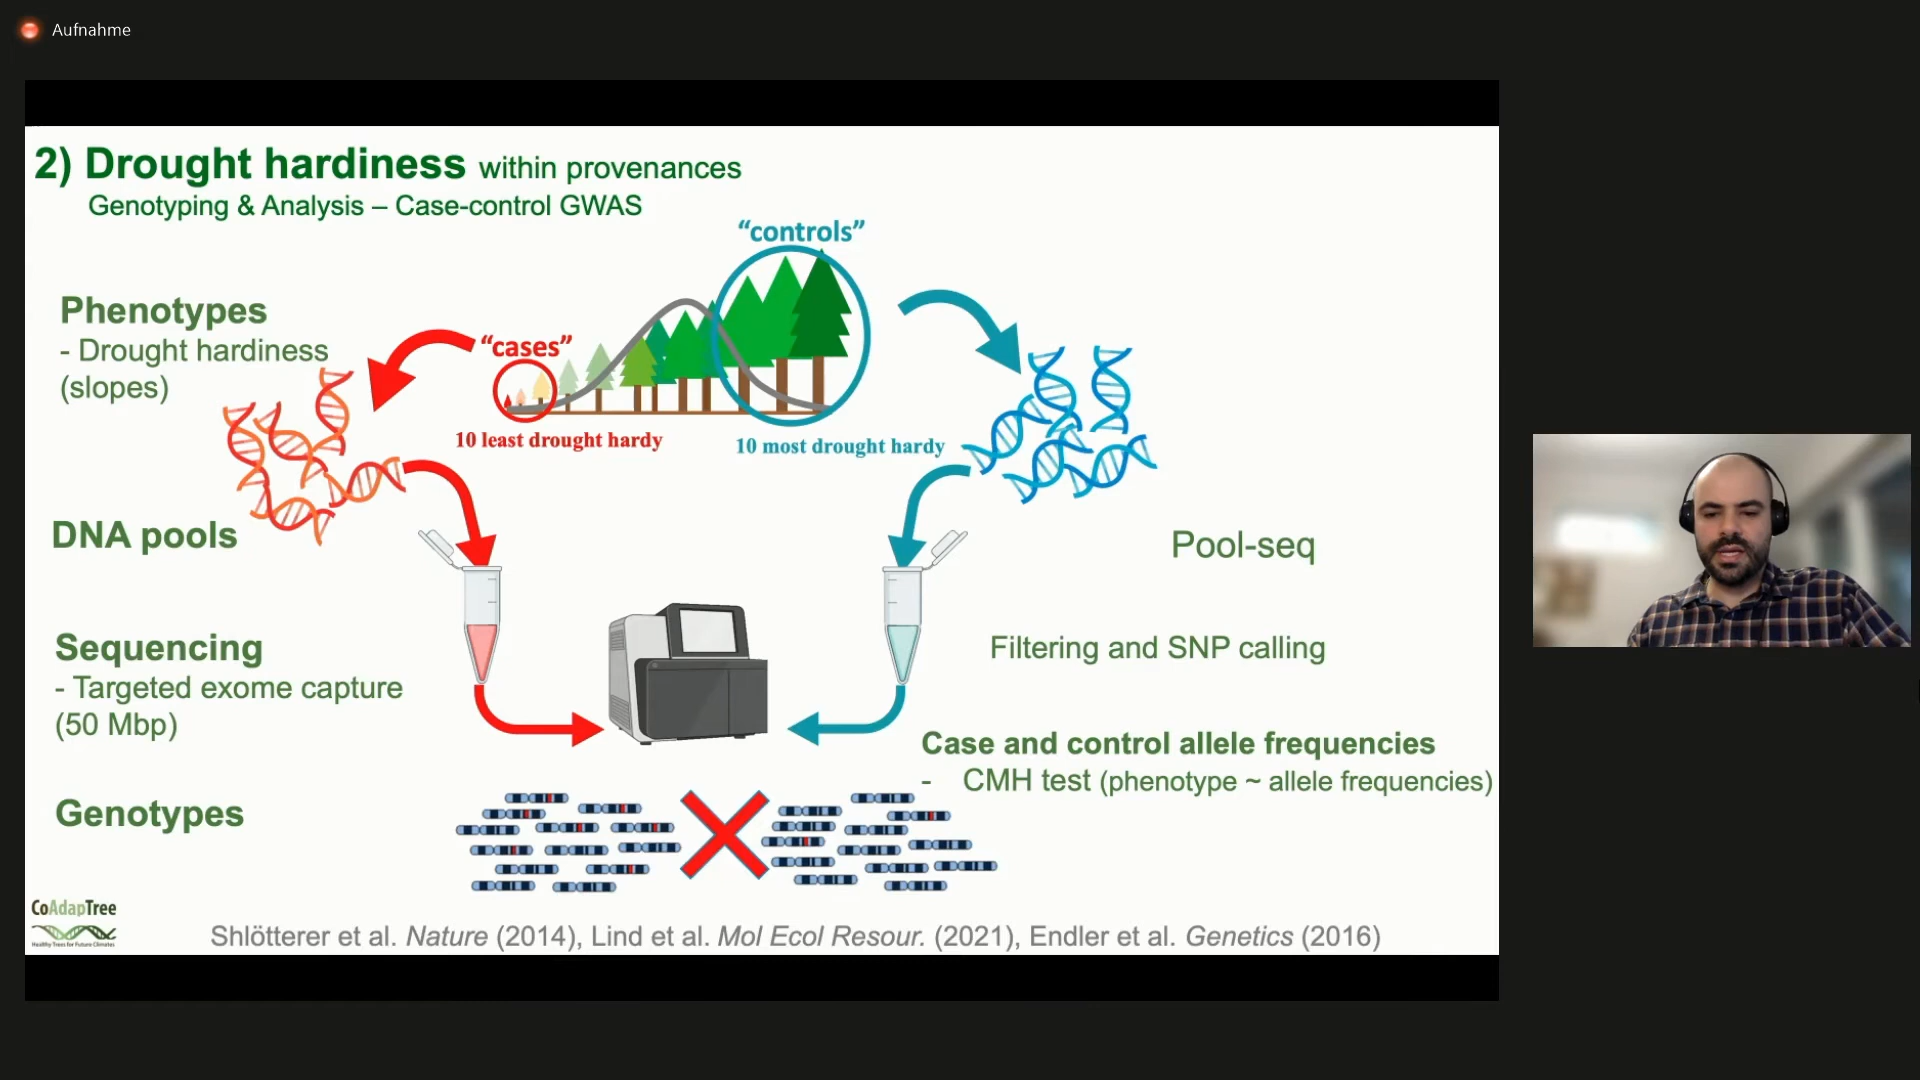 Aufnahme
2) Drought hardiness within provenances
Genotyping & Analysis – Case-control GWAS
“controls”
Phenotypes
- Drought hardiness
(slopes)
“cases”
10 least drought hardy
10 most drought hardy
DNA pools
Pool-seq
Sequencing
- Targeted exome capture
(50 Mbp)
Filtering and SNP calling
Case and control allele frequencies
- CMH test (phenotype ~ allele frequencies)
Genotypes
CoAdapTree
Healthy Trees for Future Climates
Shlötterer et al. Nature (2014), Lind et al. Mol Ecol Resour. (2021), Endler et al. Genetics (2016)